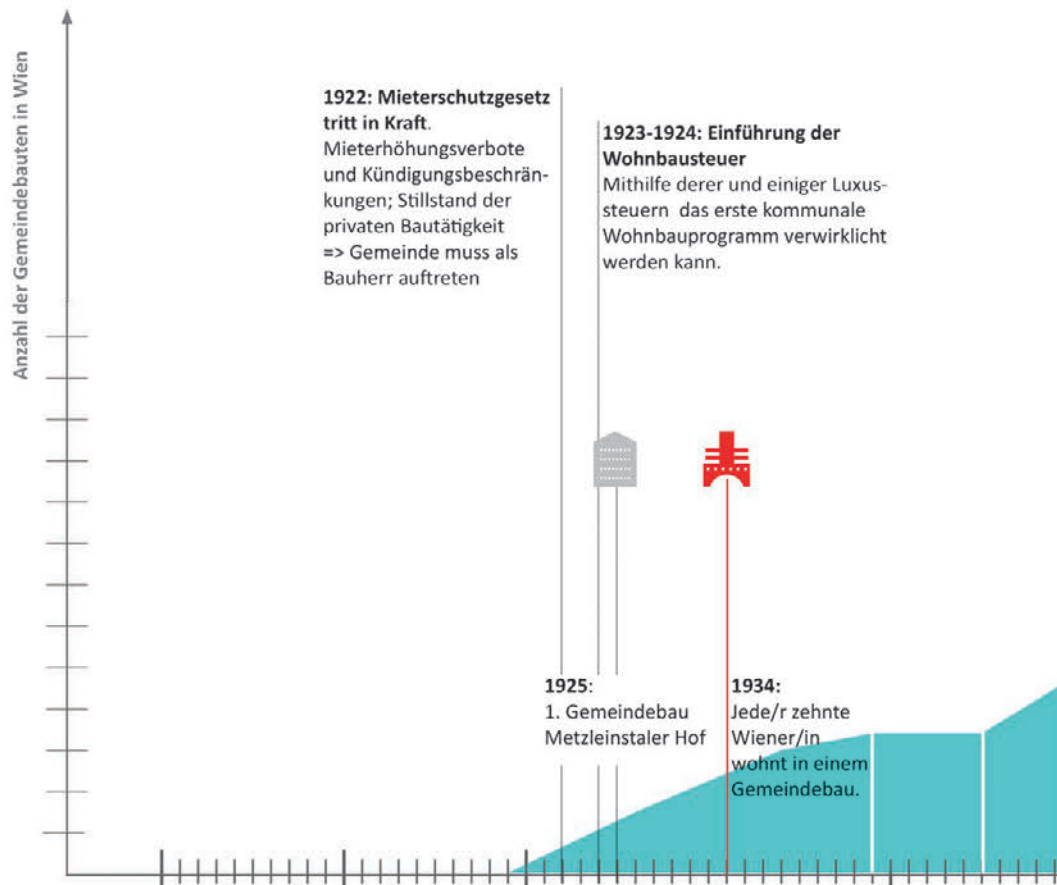 Anzahl der Gemeindebauten in Wien
1922: Mieterschutzgesetz
tritt in Kraft.
Mieterhöhungsverbote
und Kündigungsbeschrän-
kungen; Stillstand der
privaten Bautätigkeit
=> Gemeinde muss als
Bauherr auftreten
1923-1924: Einführung der
Wohnbausteuer
Mithilfe derer und einiger Luxus-
steuern das erste kommunale
Wohnbauprogramm verwirklicht
werden kann.
1925:
1. Gemeindebau
Metzleinstaler Hof
1934:
Jede/r zehnte
Wiener/in
wohnt in einem
Gemeindebau.